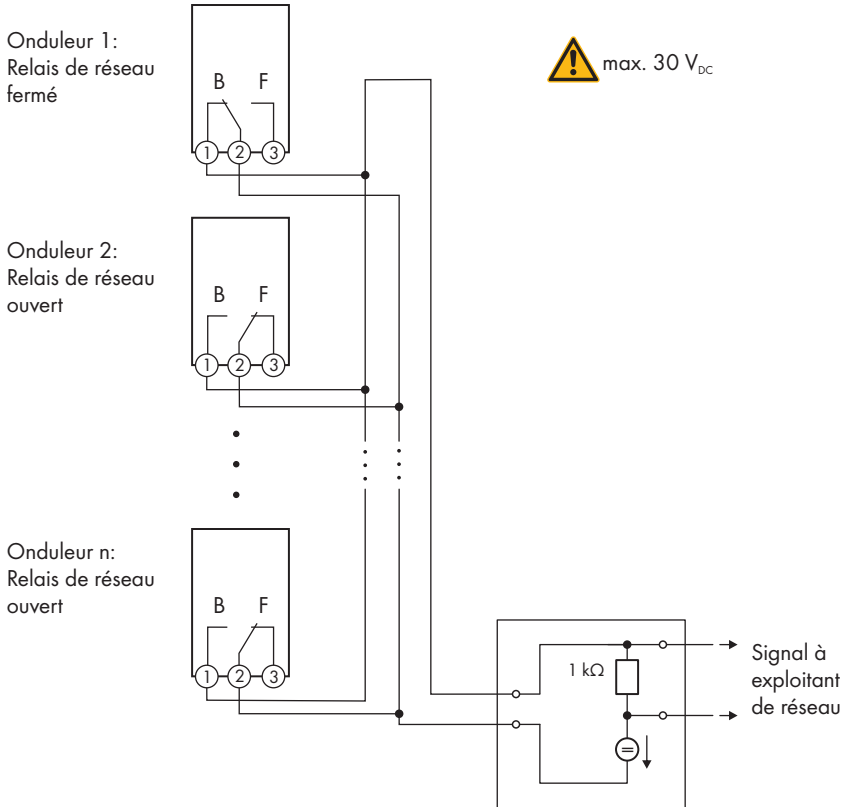 Onduleur 1:
Relais de réseau
fermé
B F
1 2 3
max. 30 VDC
Onduleur 2:
Relais de réseau
ouvert
B F
1 2 3
Onduleur n:
Relais de réseau
ouvert
B F
1 2 3
1 kΩ
Signal à
exploitant
de réseau